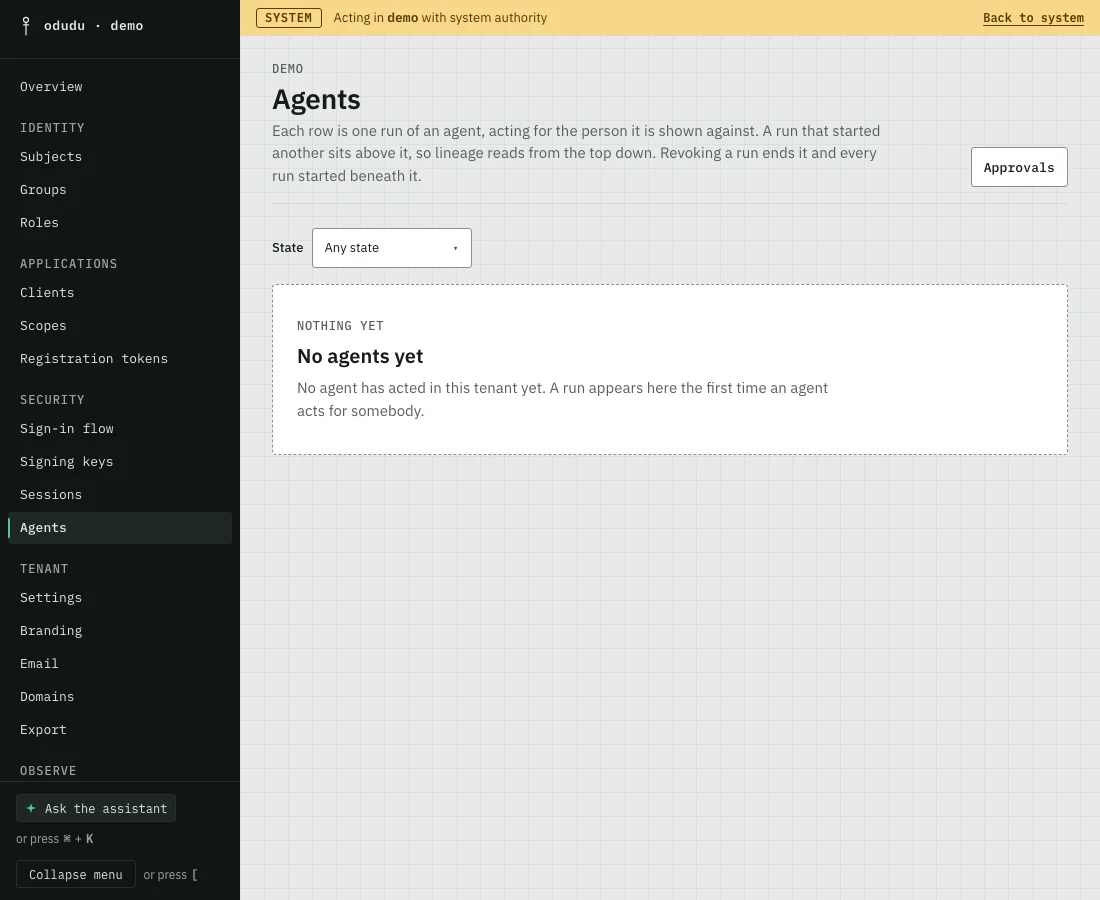 odudu · demo
Overview
IDENTITY
Subjects
Groups
Roles
APPLICATIONS
Clients
Scopes
Registration tokens
SECURITY
Sign-in flow
Signing keys
Sessions
Agents
TENANT
Settings
Branding
Email
Domains
Export
OBSERVE
Ask the assistant
or press ⌘ + K
Collapse menu or press [
SYSTEM Acting in demo with system authority Back to system
DEMO
Agents
Each row is one run of an agent, acting for the person it is shown against. A run that started
another sits above it, so lineage reads from the top down. Revoking a run ends it and every
run started beneath it.
Approvals
State Any state
NOTHING YET
No agents yet
No agent has acted in this tenant yet. A run appears here the first time an agent
acts for somebody.